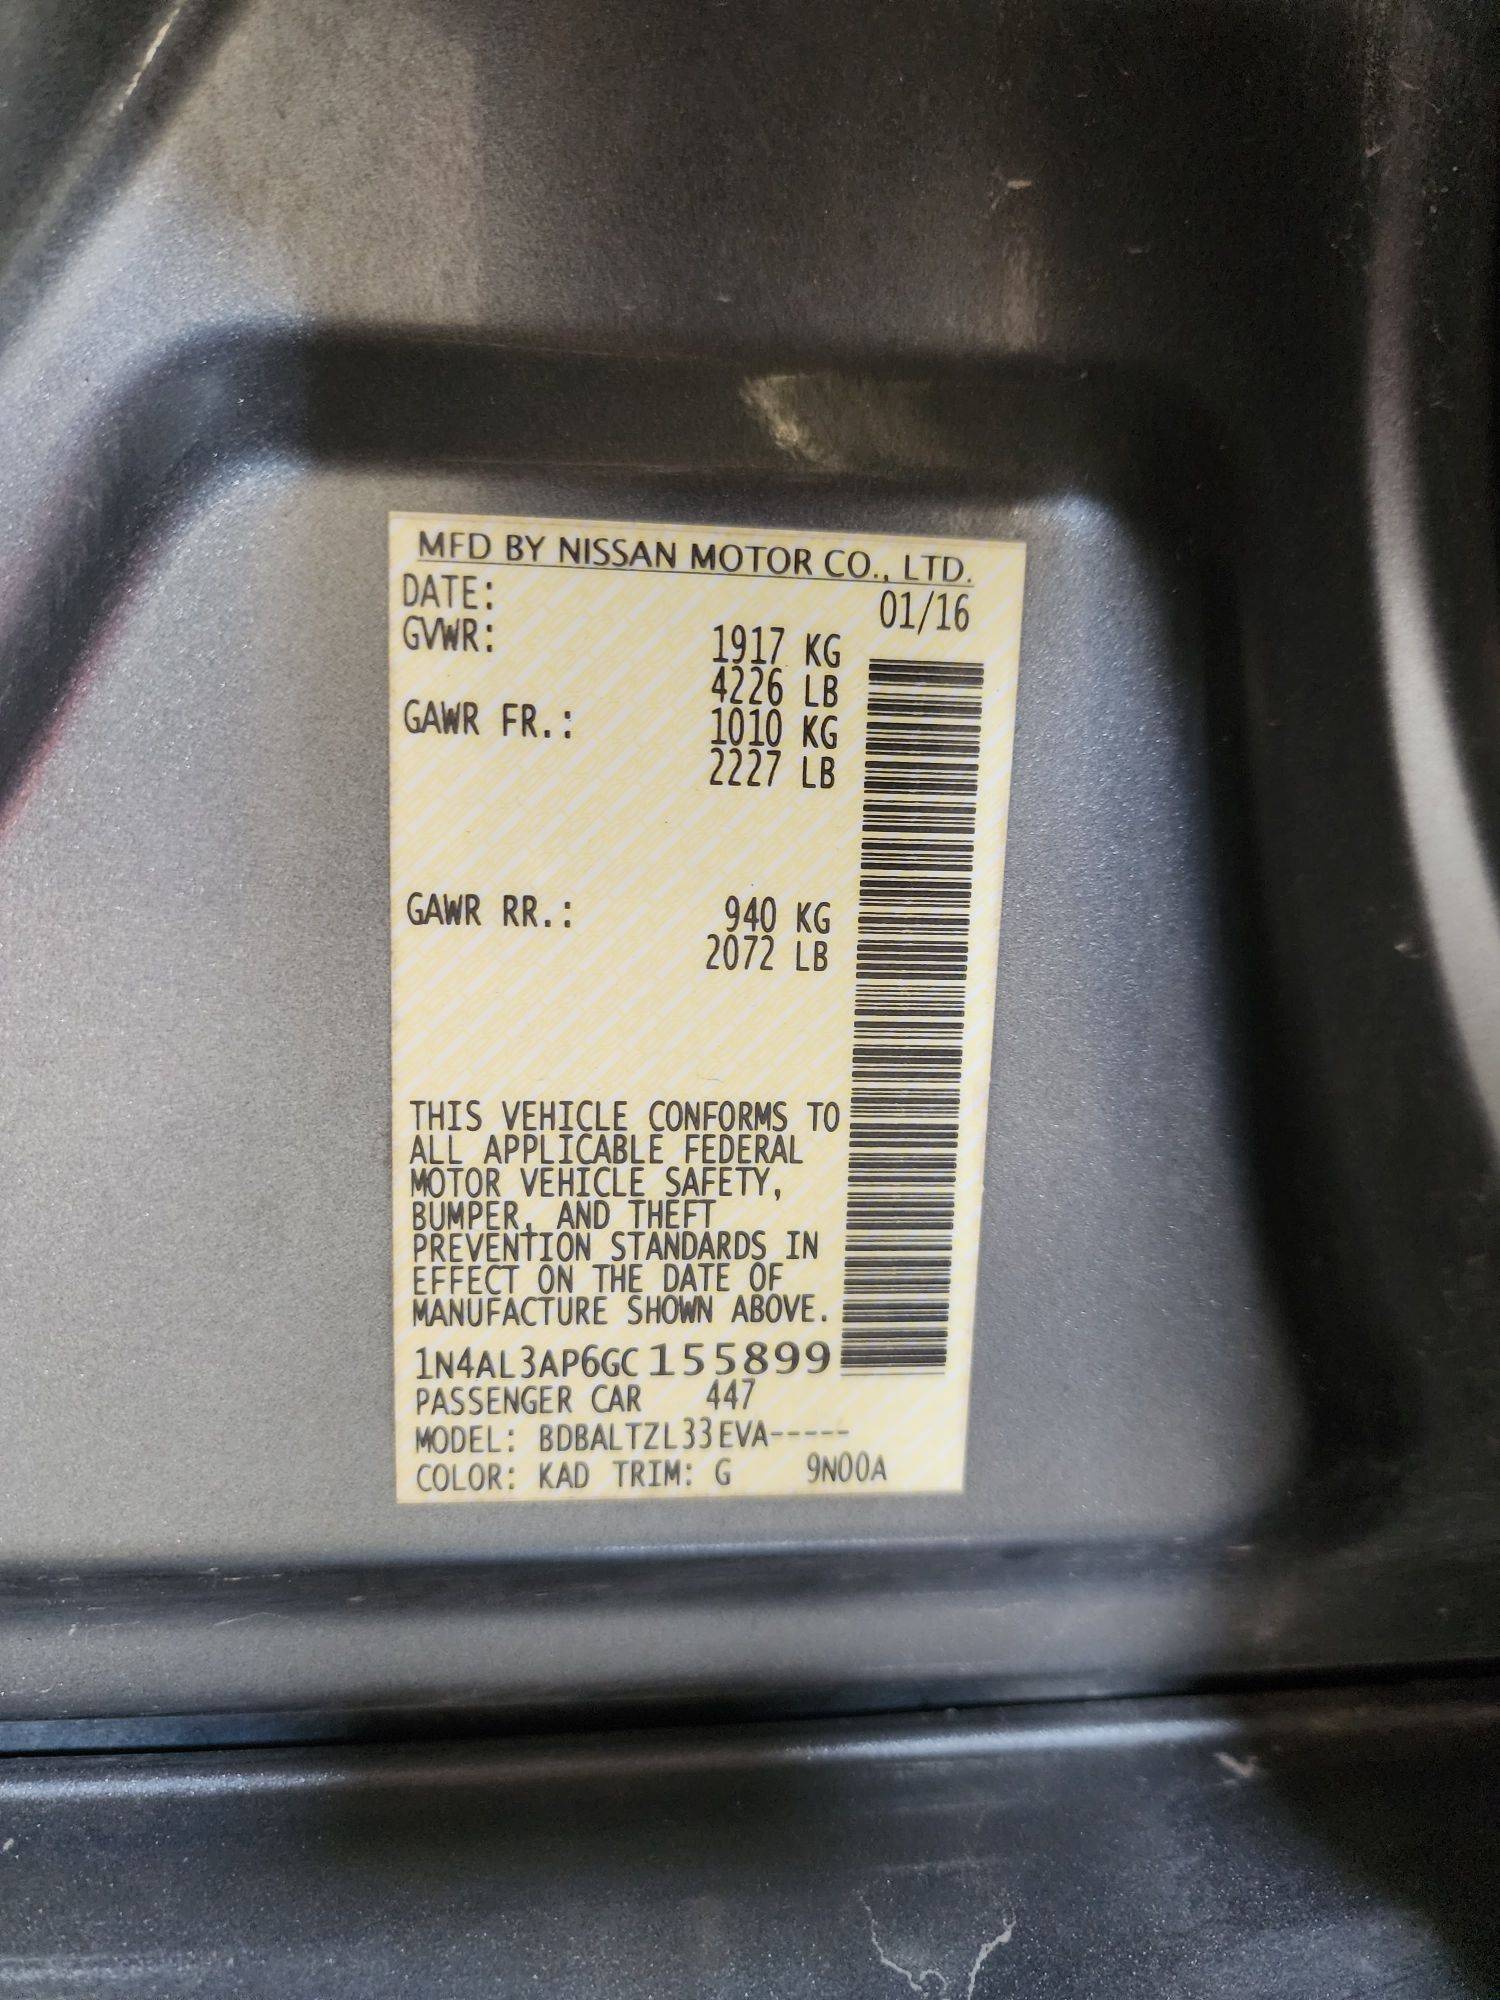 MFD BY NISSAN MOTOR CO., LTD.
DATE: 01/16
GVWR: 1917 KG
4226 LB
GAWR FR.: 1010 KG
2227 LB
GAWR RR.: 940 KG
2072 LB
THIS VEHICLE CONFORMS TO
ALL APPLICABLE FEDERAL
MOTOR VEHICLE SAFETY,
BUMPER, AND THEFT
PREVENTION STANDARDS IN
EFFECT ON THE DATE OF
MANUFACTURE SHOWN ABOVE.
1N4AL3AP6GC155899
PASSENGER CAR 447
MODEL: BDBALTZL33EVA-----
COLOR: KAD TRIM: G 9N00A